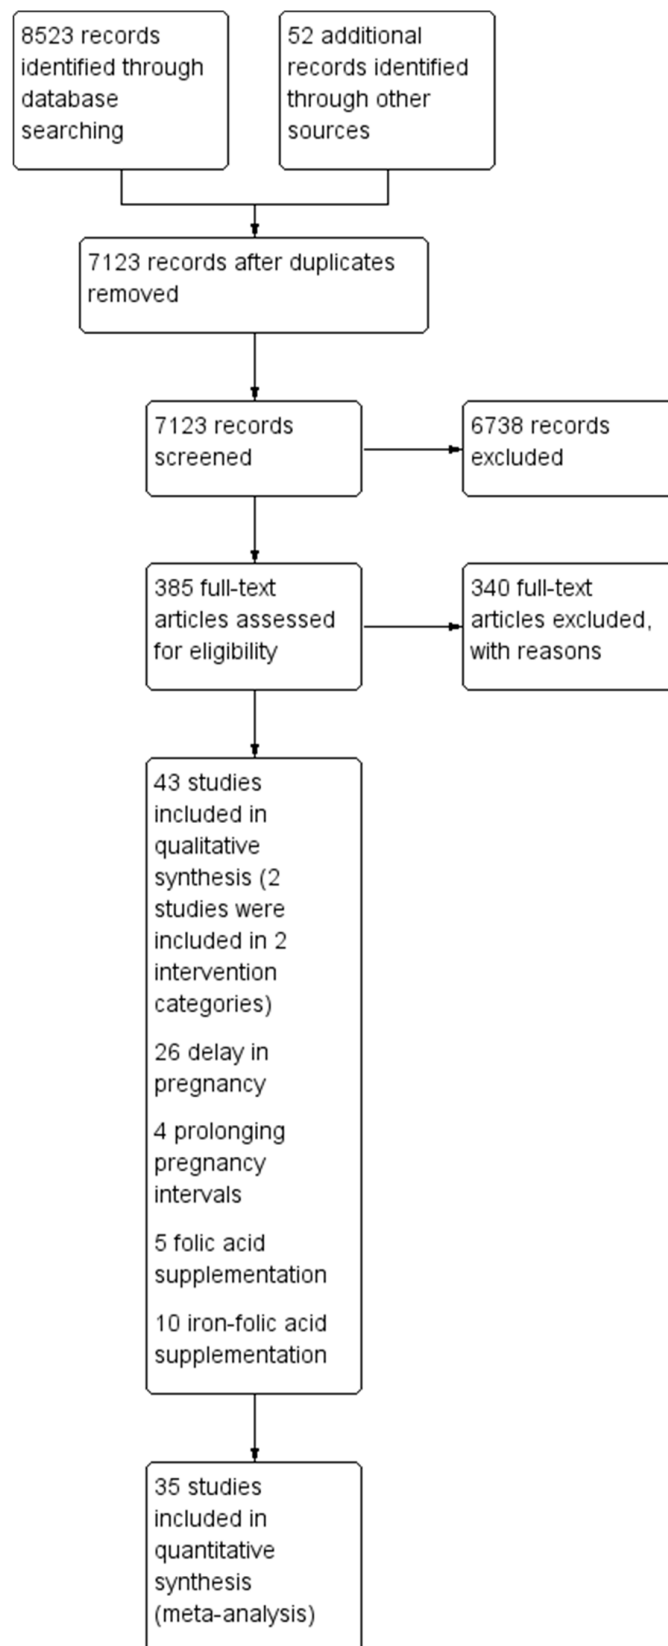 8523 records
identified through
database
searching
52 additional
records identified
through other
sources
7123 records after duplicates
removed
7123 records
screened
6738 records
excluded
385 full-text
articles assessed
for eligibility
340 full-text
articles excluded,
with reasons
43 studies
included in
qualitative
synthesis (2
studies were
included in 2
intervention
categories)
26 delay in
pregnancy
4 prolonging
pregnancy
intervals
5 folic acid
supplementation
10 iron-folic acid
supplementation
35 studies
included in
quantitative
synthesis
(meta-analysis)